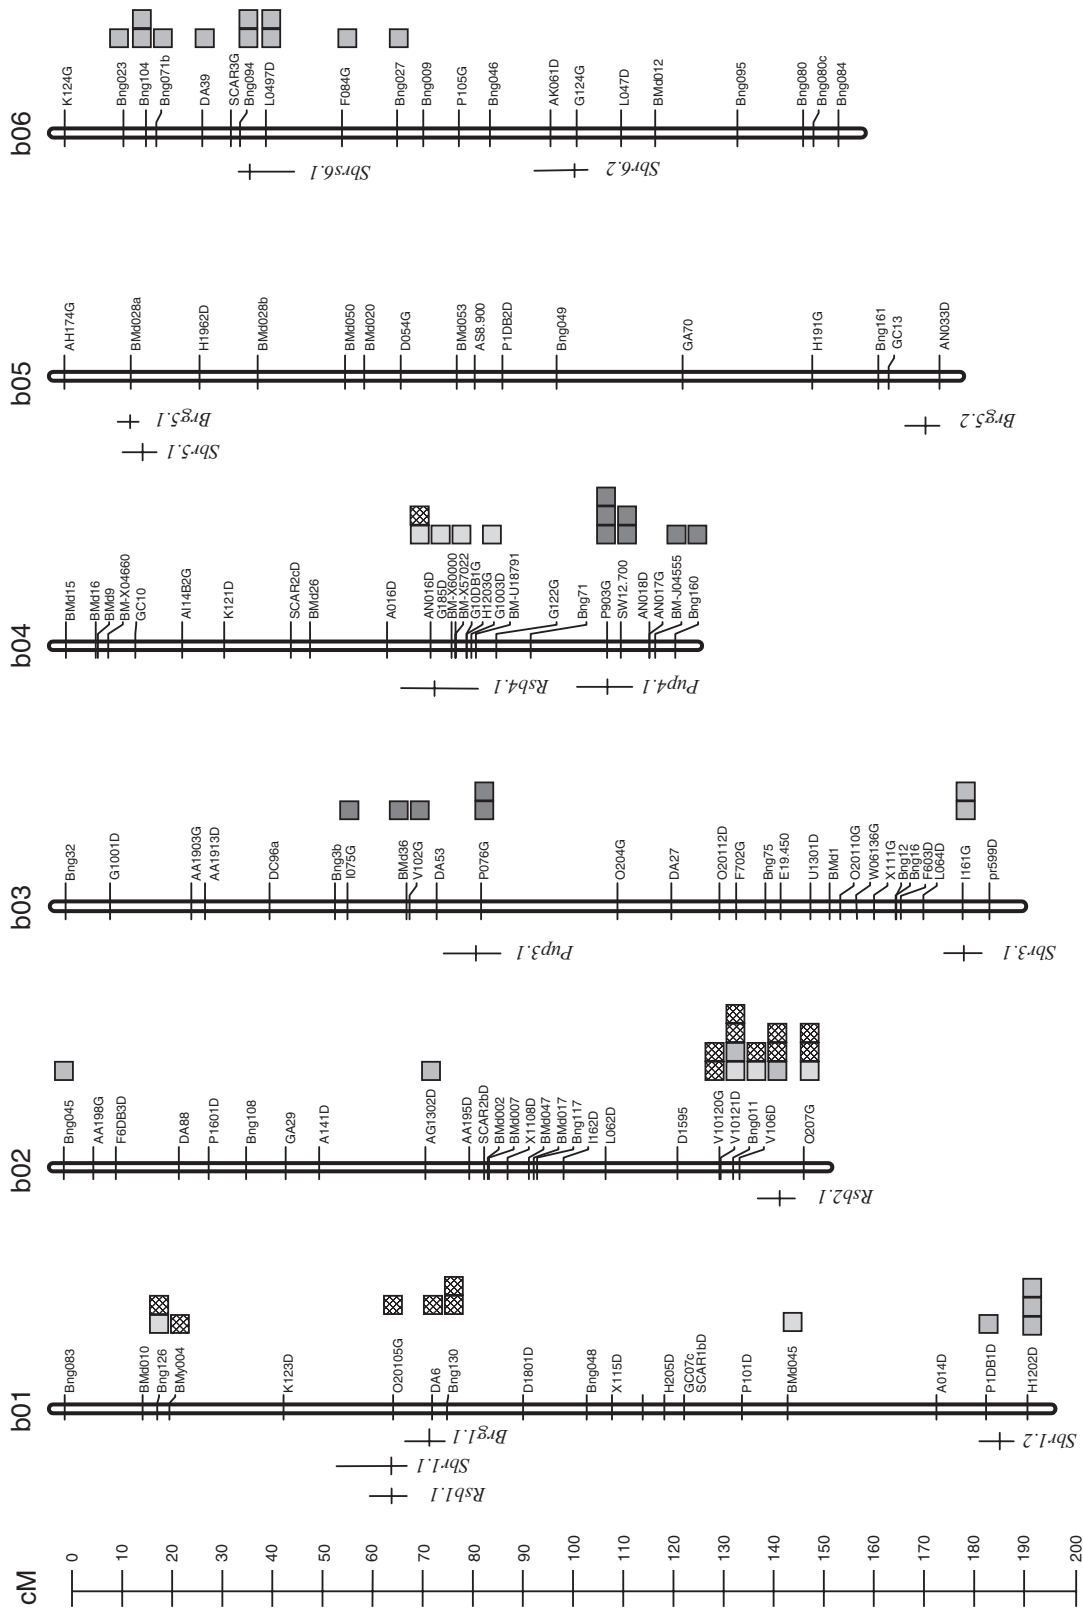 cM
0
10
20
30
40
50
60
70
80
90
100
110
120
130
140
150
160
170
180
190
200
b01
Bng083
BMd010
Bng126
BMy004
K123D
O20105G
DA6
Bng130
D1801D
Bng048
X115D
H205D
GC07c
SCAR1bD
P101D
BMd045
A014D
P1DB1D
H1202D
Brg1.1
Sbr1.1
Rsb1.1
Sbr1.2
b02
Bng045
AA198G
F6DB3D
DA88
P1601D
Bng108
GA29
A141D
AG1302D
AA195D
SCAR2bD
BMd002
BMd007
X1108D
BMd047
BMd017
Bng117
I162D
L062D
D1595
V10120G
V10121D
Bng011
V106D
O207G
Rsb2.1
b03
Bng32
G1001D
AA1903G
AA1913D
DC96a
Bng3b
I075G
BMd36
V102G
DA53
P076G
O204G
DA27
O20112D
F702G
Bng75
E19.450
U1301D
BMd1
O20110G
W06136G
X111G
Bng12
Bng16
F603D
L064D
I161G
pr599D
Pup3.1
Sbr3.1
b04
BMd15
BMd16
BMd9
BM-X04660
GC10
AI14B2G
K121D
SCAR2cD
BMd26
A016D
AN016D
G185D
BM-X60000
BM-X57022
G10DB1G
H1203G
G1003D
BM-U18791
G122G
Bng71
P903G
SW12.700
AN018D
AN017G
BM-J04555
Bng160
Rsb4.1
Pup4.1
b05
AH174G
BMd028a
H1962D
BMd028b
BMd050
BMd020
D054G
BMd053
AS8.900
P1DB2D
Bng049
GA70
H191G
Bng161
GC13
AN033D
Brg5.1
Sbr5.1
Brg5.2
b06
K124G
Bng023
Bng104
Bng071b
DA39
SCAR3G
Bng094
L0497D
F084G
Bng027
Bng009
P105G
Bng046
AK061D
G124G
L047D
BMd012
Bng095
Bng080
Bng080c
Bng084
Sbrs6.1
Sbr6.2